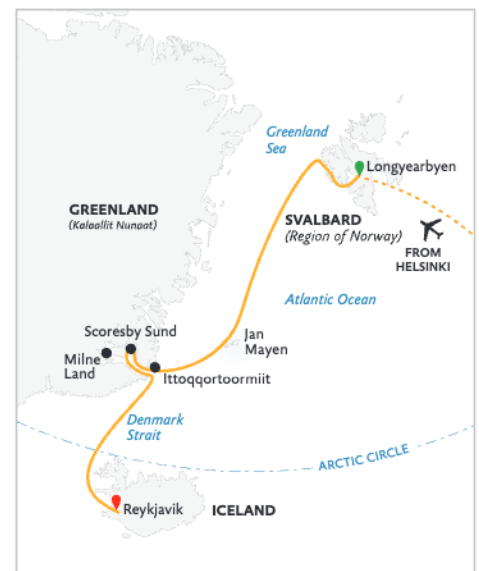 Greenland
Sea
Longyearbyen
GREENLAND
(Kalaallit Nunaat)
SVALBARD
(Region of Norway)
FROM
HELSINKI
Atlantic Ocean
Scoresby Sund
Jan
Mayen
Milne
Land
Ittoqqortoormiit
Denmark
Strait
ARCTIC CIRCLE
Reykjavik
ICELAND